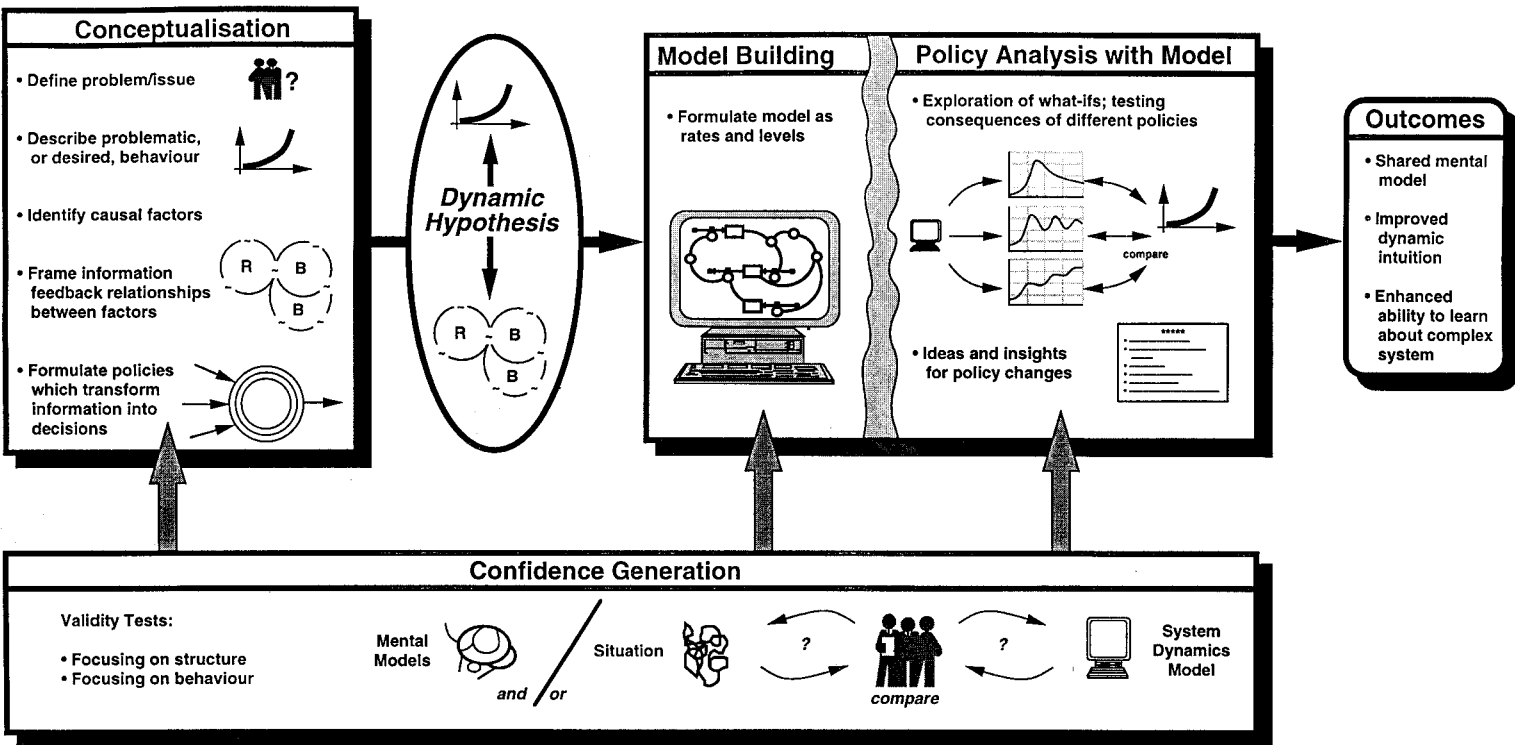 Conceptualisation
• Define problem/issue
?
• Describe problematic,
or desired, behaviour
• Identify causal factors
• Frame information
feedback relationships
between factors
R ~ B
B
• Formulate policies
which transform
information into
decisions
Dynamic
Hypothesis
R ~ B
B
Model Building
• Formulate model as
rates and levels
Policy Analysis with Model
• Exploration of what-ifs; testing
consequences of different policies
compare
• Ideas and insights
for policy changes
*****
Outcomes
• Shared mental
model
• Improved
dynamic
intuition
• Enhanced
ability to learn
about complex
system
Confidence Generation
Validity Tests:
• Focusing on structure
• Focusing on behaviour
Mental
Models
and / or
Situation
?
compare
?
System
Dynamics
Model